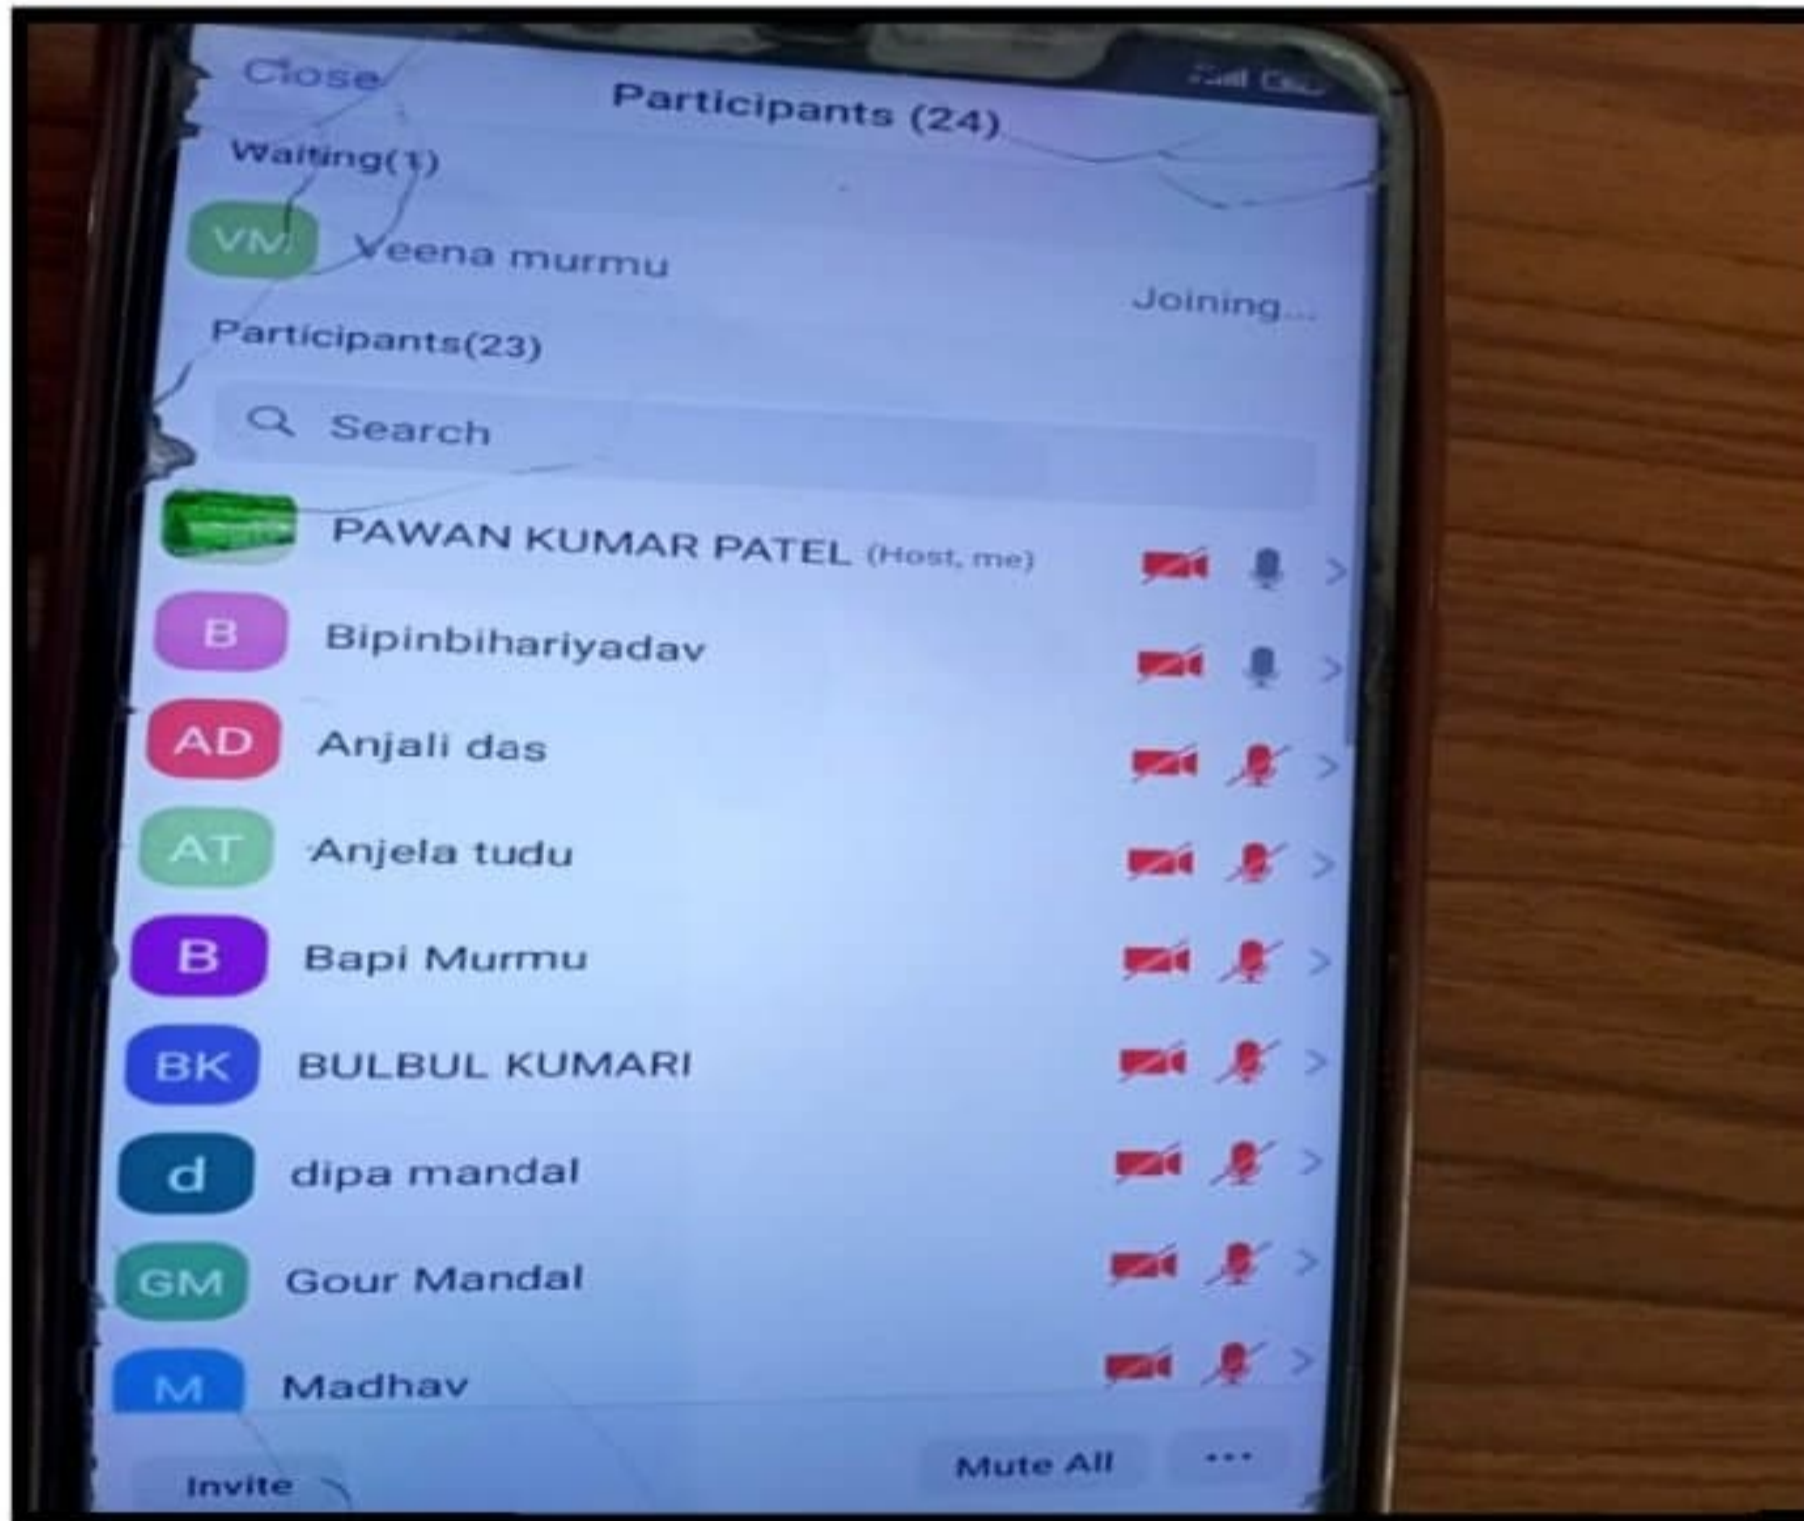 Close
Participants (24)
Waiting(1)
VM Veena murmu
Joining...
Participants(23)
Search
PAWAN KUMAR PATEL (Host, me)
B Bipinbihariyadav
AD Anjali das
AT Anjela tudu
B Bapi Murmu
BK BULBUL KUMARI
d dipa mandal
GM Gour Mandal
M Madhav
Invite Mute All ...